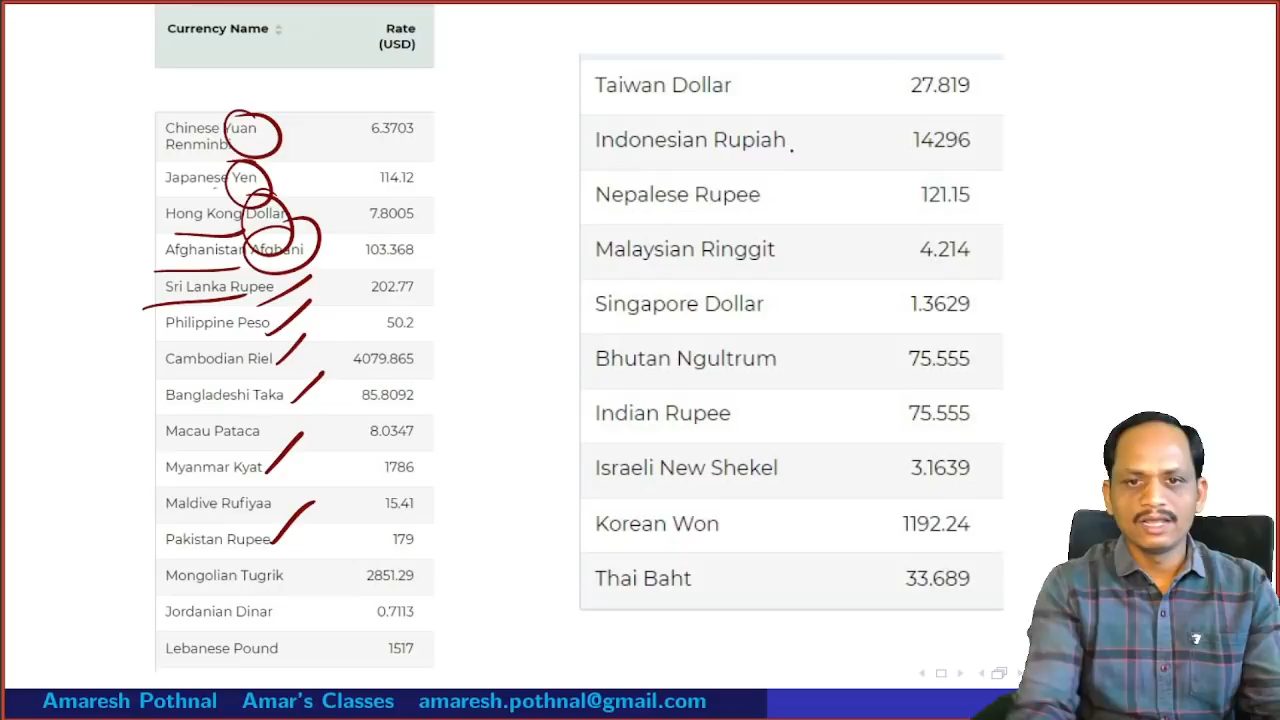 Currency Name Rate
(USD)
Chinese Yuan 6.3703
Renminbi
Japanese Yen 114.12
Hong Kong Dollar 7.8005
Afghanistan Afghani 103.368
Sri Lanka Rupee 202.77
Philippine Peso 50.2
Cambodian Riel 4079.865
Bangladeshi Taka 85.8092
Macau Pataca 8.0347
Myanmar Kyat 1786
Maldive Rufiyaa 15.41
Pakistan Rupee 179
Mongolian Tugrik 2851.29
Jordanian Dinar 0.7113
Lebanese Pound 1517
Taiwan Dollar 27.819
Indonesian Rupiah 14296
Nepalese Rupee 121.15
Malaysian Ringgit 4.214
Singapore Dollar 1.3629
Bhutan Ngultrum 75.555
Indian Rupee 75.555
Israeli New Shekel 3.1639
Korean Won 1192.24
Thai Baht 33.689
Amaresh Pothnal Amar's Classes amaresh.pothnal@gmail.com